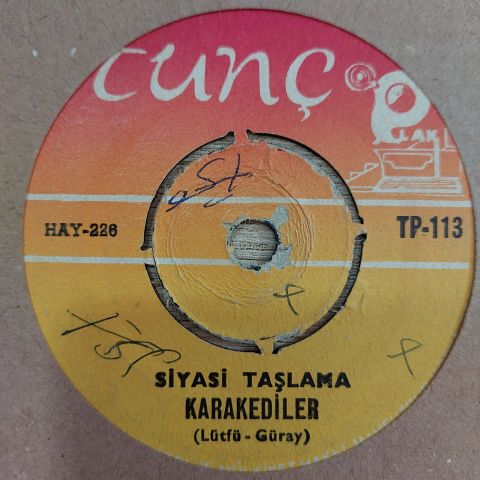 tunç
PLAK
HAY-226
TP-113
SİYASİ TAŞLAMA
KARAKEDİLER
(Lütfü - Güray)